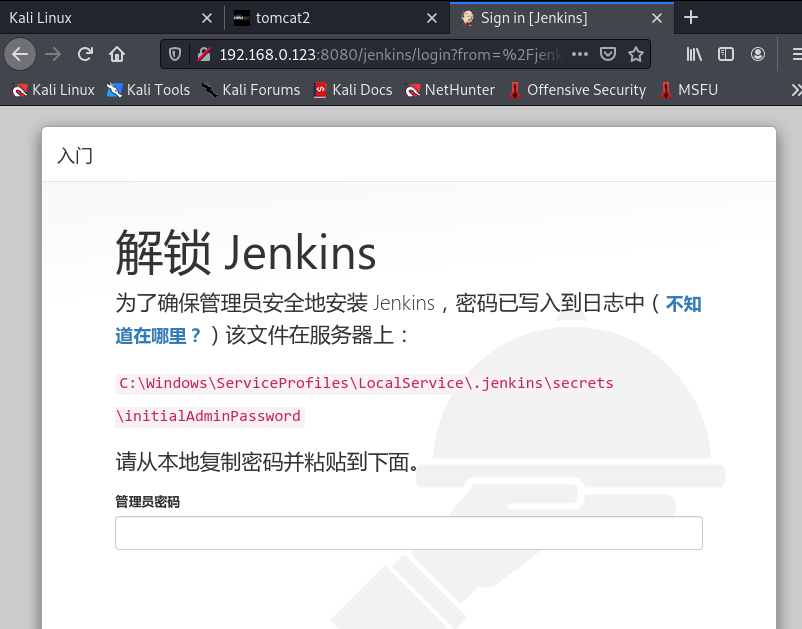 Kali Linux
tomcat2
Sign in [Jenkins]
192.168.0.123:8080/jenkins/login?from=%2Fjenk
Kali Linux Kali Tools Kali Forums Kali Docs NetHunter Offensive Security MSFU
入门
解锁 Jenkins
为了确保管理员安全地安装 Jenkins，密码已写入到日志中（不知
道在哪里？）该文件在服务器上：
C:\Windows\ServiceProfiles\LocalService\.jenkins\secrets
\initialAdminPassword
请从本地复制密码并粘贴到下面。
管理员密码